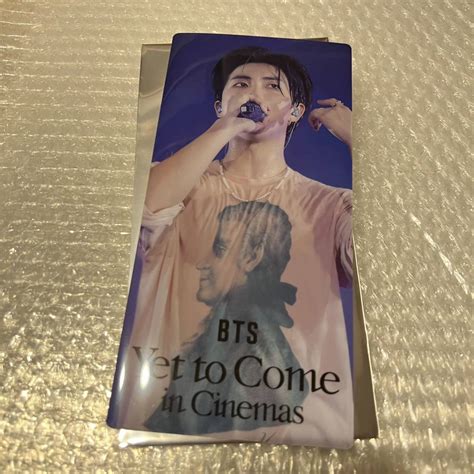 BTS
Yet to Come
in Cinemas